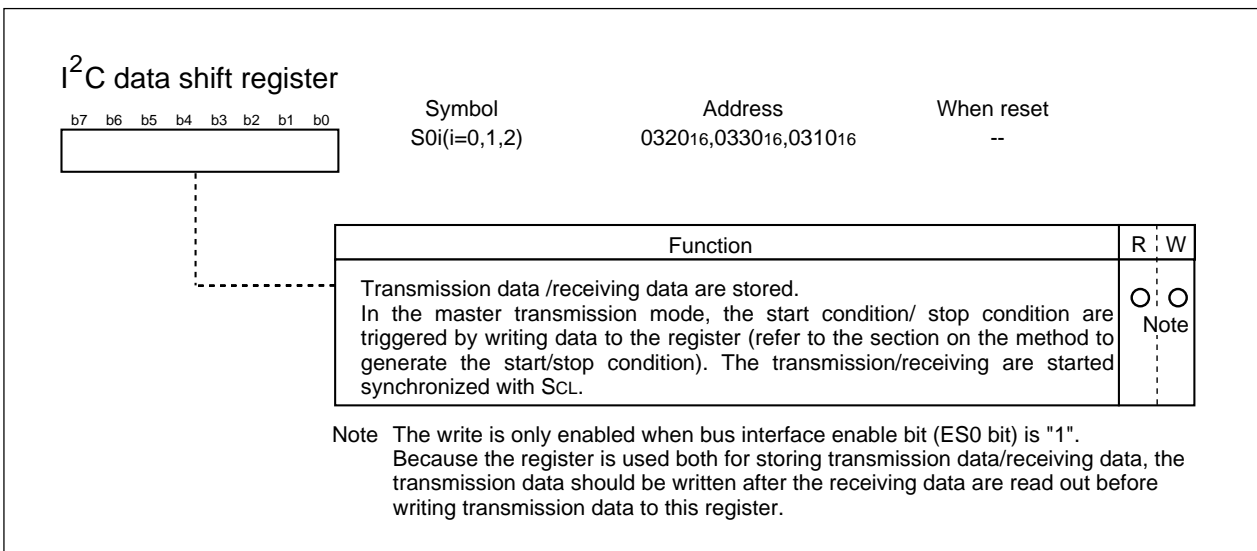 I2C data shift register
Symbol Address When reset
b7 b6 b5 b4 b3 b2 b1 b0
S0i(i=0,1,2)032016,033016,031016 --
Function R W
Transmission data /receiving data are stored.
In the master transmission mode, the start condition/ stop condition are
triggered by writing data to the register (refer to the section on the method to
generate the start/stop condition). The transmission/receiving are started
synchronized with SCL.
Note
Note The write is only enabled when bus interface enable bit (ES0 bit) is "1".
Because the register is used both for storing transmission data/receiving data, the
transmission data should be written after the receiving data are read out before
writing transmission data to this register.